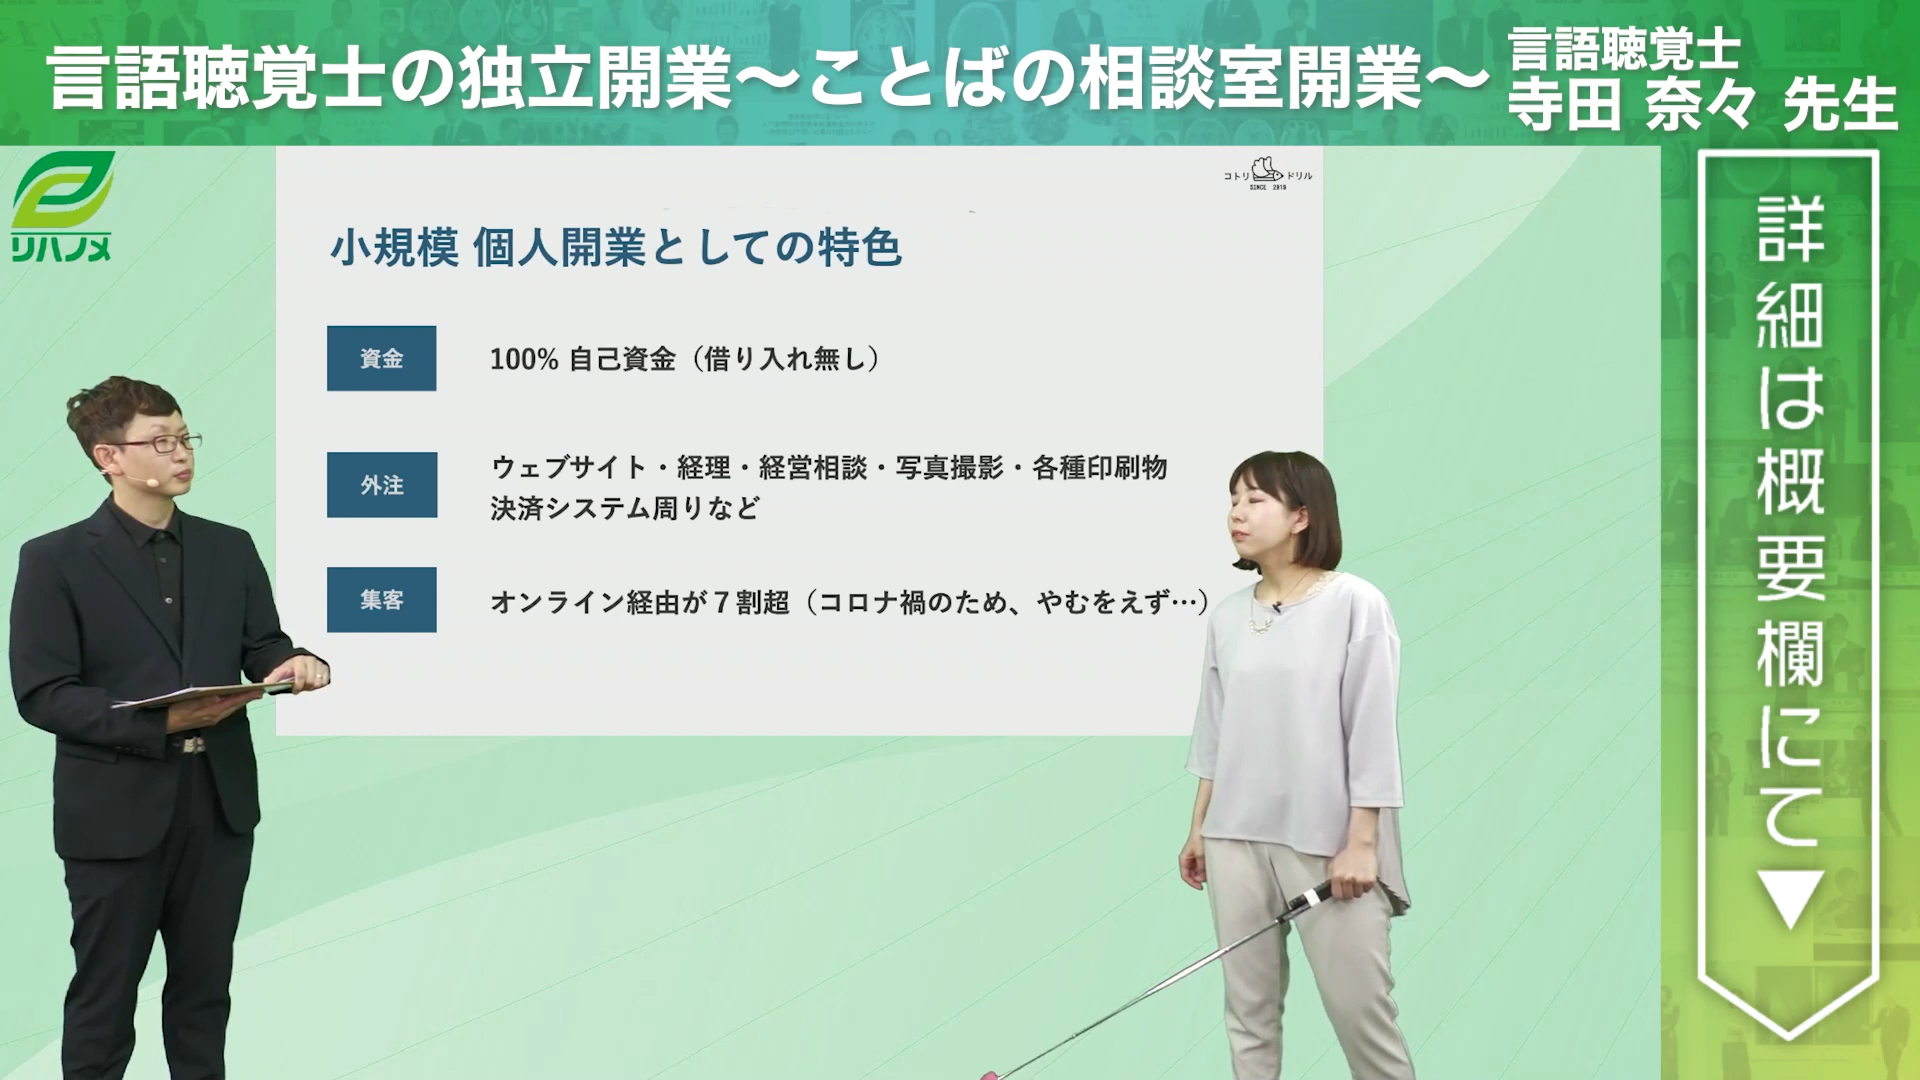 言語聴覚士の独立開業～ことばの相談室開業～
言語聴覚士
寺田 奈々 先生
リハノメ
コトリドリル
SINCE 2019
小規模 個人開業としての特色
資金
100% 自己資金（借り入れ無し）
外注
ウェブサイト・経理・経営相談・写真撮影・各種印刷物
決済システム周りなど
集客
オンライン経由が７割超（コロナ禍のため、やむをえず…）
詳細は概要欄にて▼